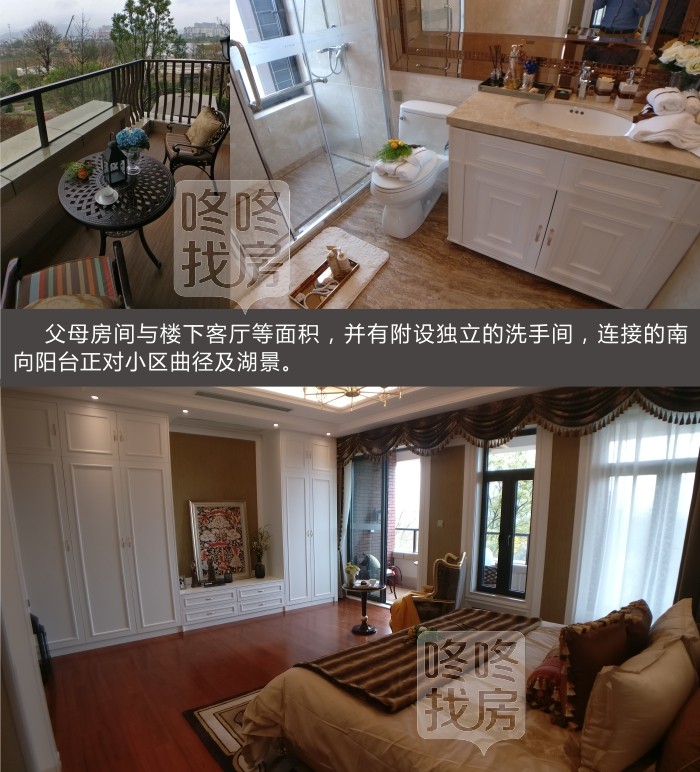 咚咚
找房
父母房间与楼下客厅等面积，并有附设独立的洗手间，连接的南
向阳台正对小区曲径及湖景。
咚咚
找房